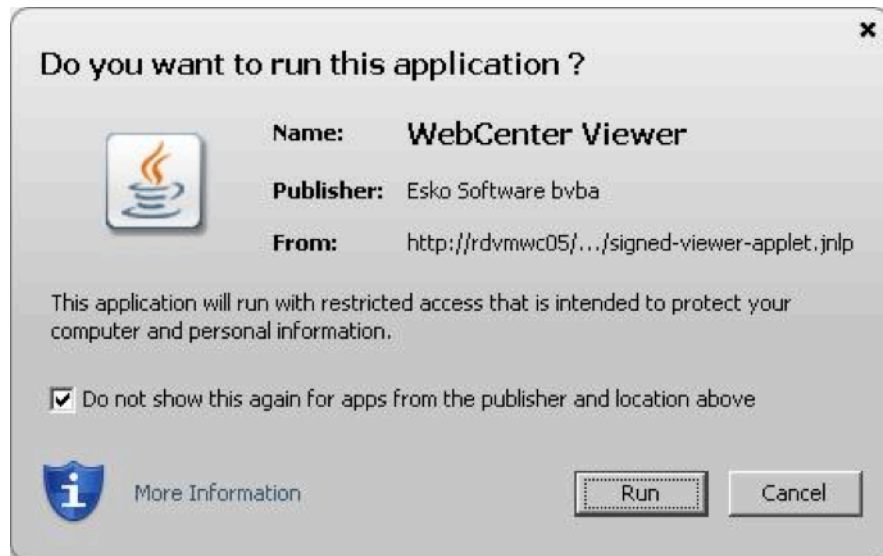 Do you want to run this application ?
Name: WebCenter Viewer
Publisher: Esko Software bvba
From: http://rdvmwc05/.../signed-viewer-applet.jnlp
This application will run with restricted access that is intended to protect your
computer and personal information.
Do not show this again for apps from the publisher and location above
More Information
Run
Cancel